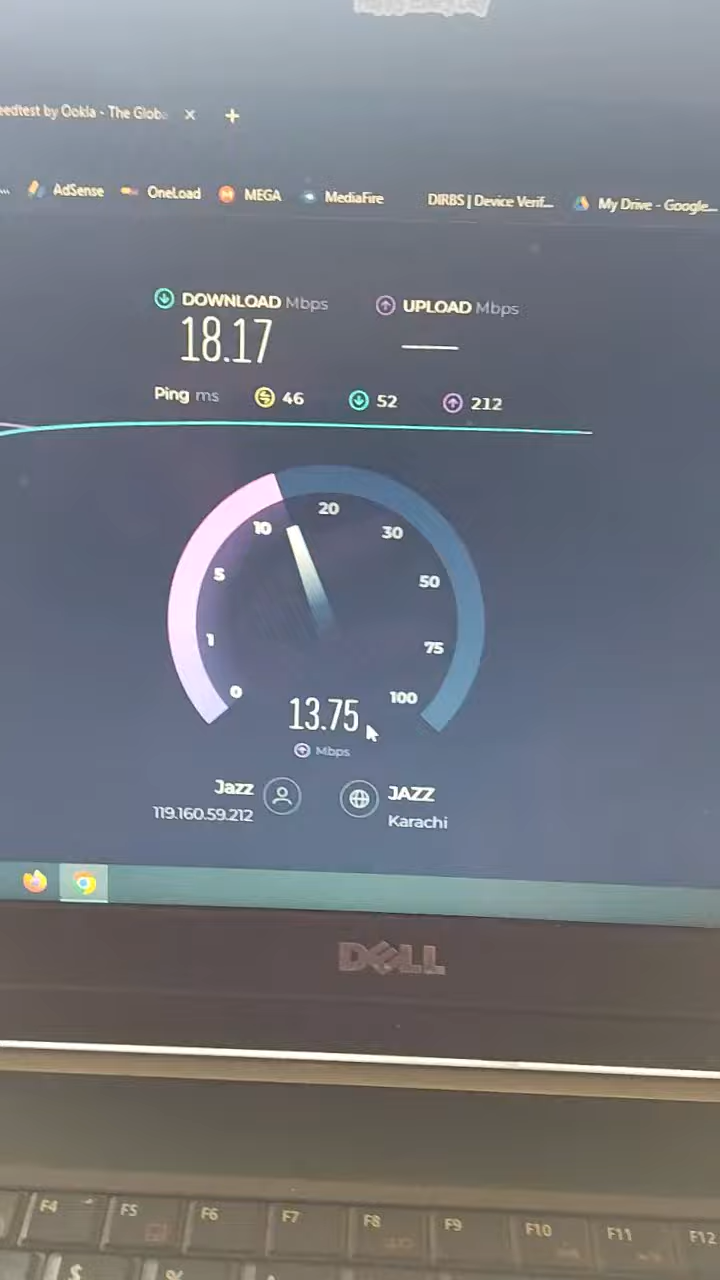 eedtest by Ookla - The Globa
AdSense OneLoad MEGA MediaFire DIRBS | Device Verif... My Drive - Google...
DOWNLOAD Mbps UPLOAD Mbps
18.17
Ping ms 46 52 212
20
10 30
5 50
1 75
0 100
13.75
Mbps
Jazz JAZZ
119.160.59.212 Karachi
DELL
F4 F5 F6 F7 F8 F9 F10 F11 F12
$ %